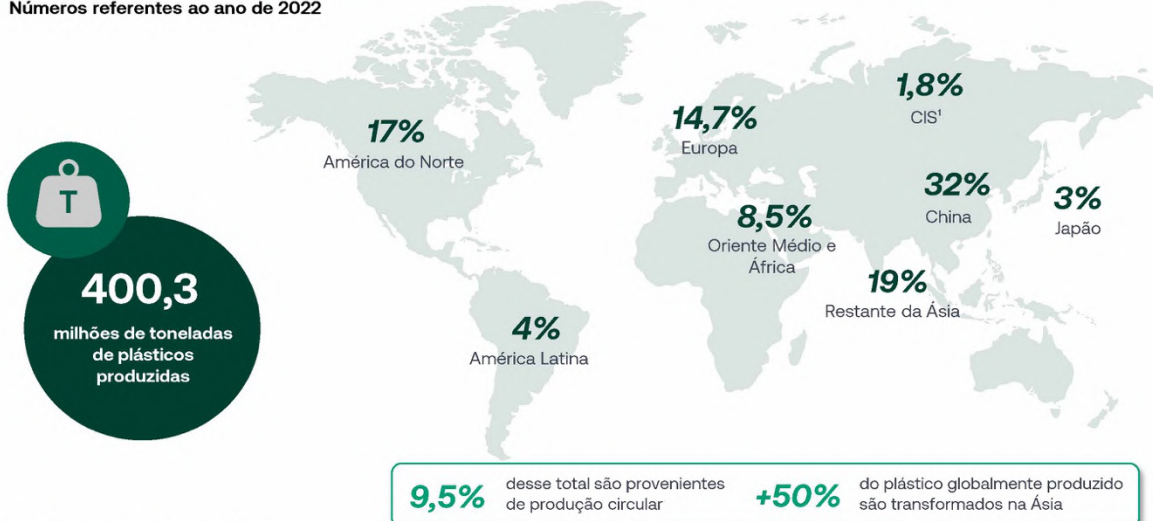 Números referentes ao ano de 2022
1,8%
CIS¹
17%
América do Norte
14,7%
Europa
32%
China
3%
Japão
T
8,5%
Oriente Médio e
África
19%
Restante da Ásia
400,3
milhões de toneladas
de plásticos
produzidas
4%
América Latina
9,5%
desse total são provenientes
de produção circular
+50%
do plástico globalmente produzido
são transformados na Ásia